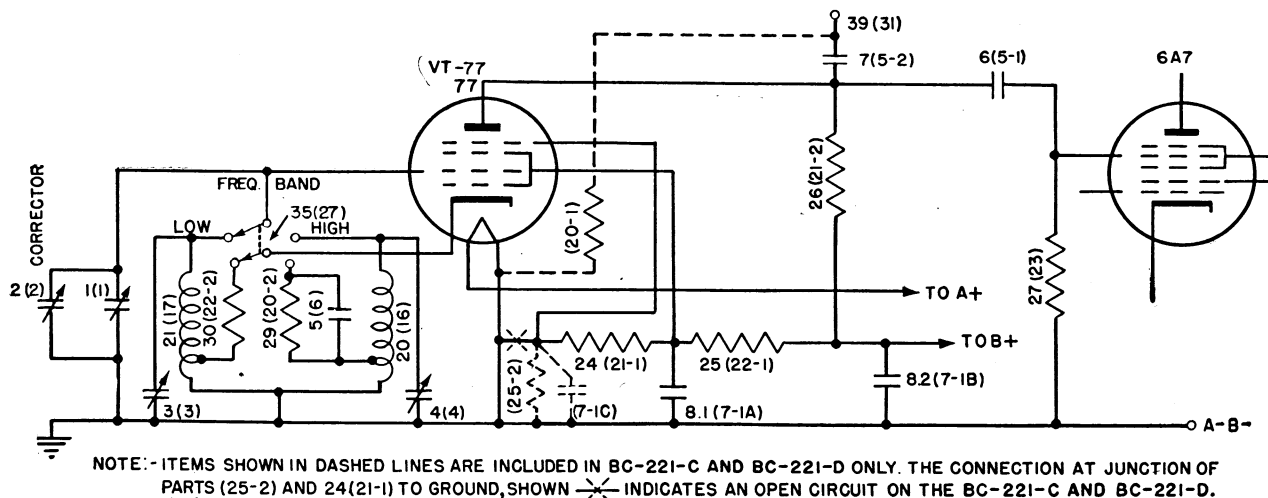 39(31)
7(5-2)
6(5-1)
6A7
VT-77
77
FREQ. BAND
35(27)
LOW
HIGH
CORRECTOR
2(2)
1(1)
21(17)
30(22-2)
29(20-2)
5(6)
20(16)
(20-1)
26(21-2)
27(23)
TO A+
TO B+
24(21-1)
25(22-1)
(25-2)
(7-1C)
8.1(7-1A)
8.2(7-1B)
3(3)
4(4)
A-B-
NOTE:- ITEMS SHOWN IN DASHED LINES ARE INCLUDED IN BC-221-C AND BC-221-D ONLY. THE CONNECTION AT JUNCTION OF
PARTS (25-2) AND 24(21-1) TO GROUND, SHOWN INDICATES AN OPEN CIRCUIT ON THE BC-221-C AND BC-221-D.